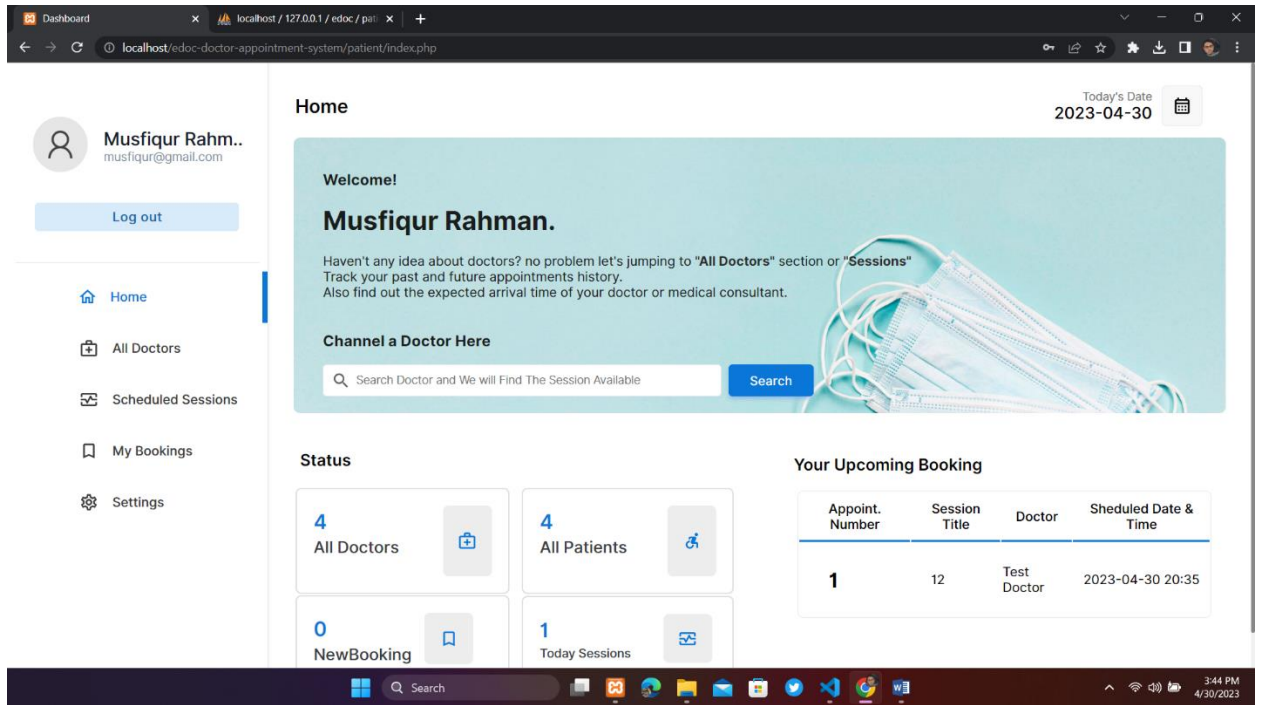 Dashboard
localhost / 127.0.0.1 / edoc / pati
localhost/edoc-doctor-appointment-system/patient/index.php
Musfiqur Rahm..
musfiqur@gmail.com
Log out
Home
All Doctors
Scheduled Sessions
My Bookings
Settings
Home
Today's Date
2023-04-30
Welcome!
Musfiqur Rahman.
Haven't any idea about doctors? no problem let's jumping to "All Doctors" section or "Sessions"
Track your past and future appointments history.
Also find out the expected arrival time of your doctor or medical consultant.
Channel a Doctor Here
Search Doctor and We will Find The Session Available
Search
Status
4
All Doctors
4
All Patients
0
NewBooking
1
Today Sessions
Your Upcoming Booking
Appoint. Number
Session Title
Doctor
Sheduled Date & Time
1
12
Test Doctor
2023-04-30 20:35
Search
3:44 PM
4/30/2023